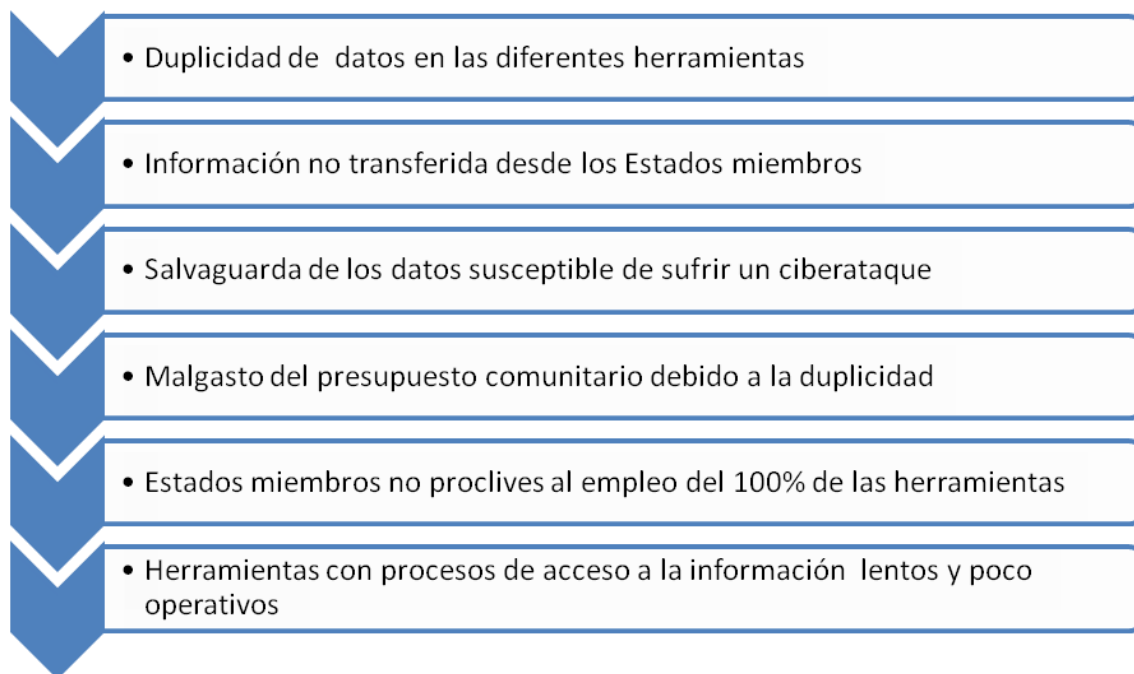 • Duplicidad de datos en las diferentes herramientas
• Información no transferida desde los Estados miembros
• Salvaguarda de los datos susceptible de sufrir un ciberataque
• Malgasto del presupuesto comunitario debido a la duplicidad
• Estados miembros no proclives al empleo del 100% de las herramientas
• Herramientas con procesos de acceso a la información lentos y poco
operativos